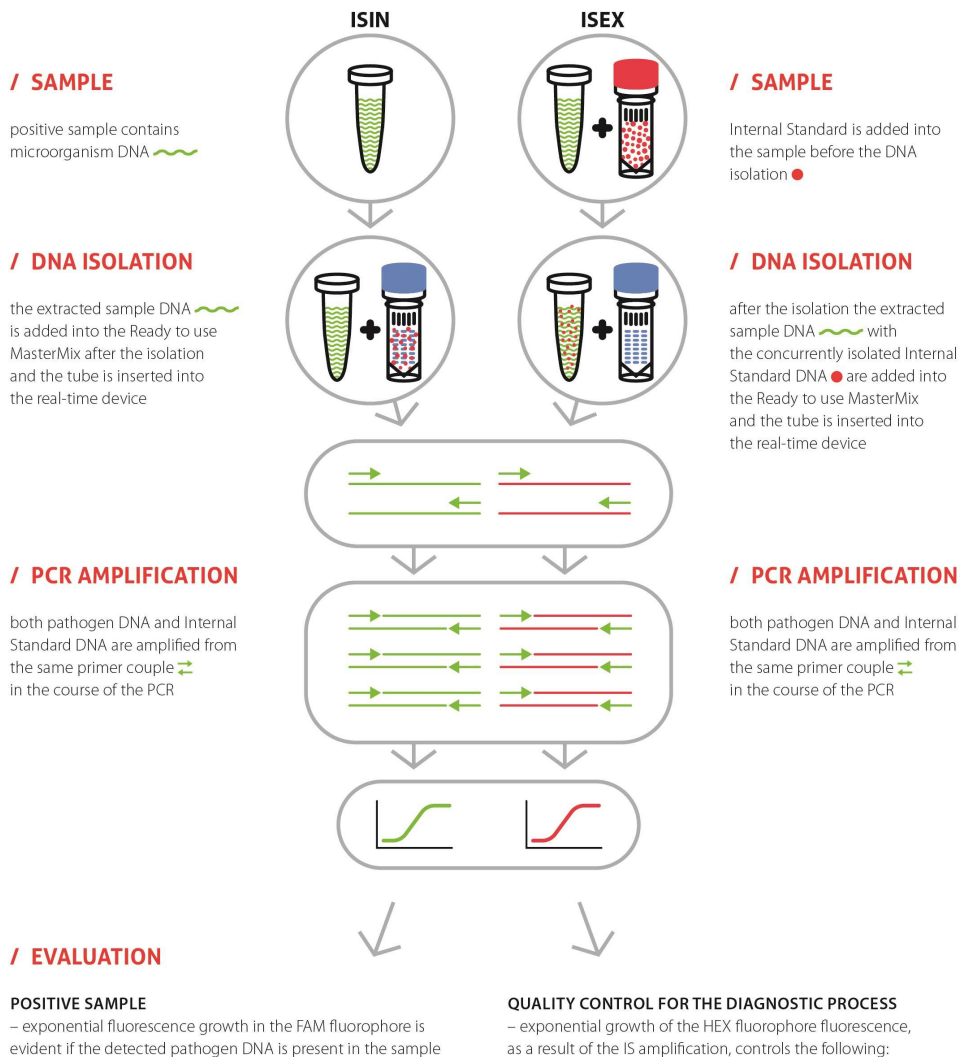 ISIN
ISEX
/ SAMPLE
positive sample contains
microorganism DNA
/ SAMPLE
Internal Standard is added into
the sample before the DNA
isolation
/ DNA ISOLATION
the extracted sample DNA
is added into the Ready to use
MasterMix after the isolation
and the tube is inserted into
the real-time device
/ DNA ISOLATION
after the isolation the extracted
sample DNA with
the concurrently isolated Internal
Standard DNA are added into
the Ready to use MasterMix
and the tube is inserted into
the real-time device
/ PCR AMPLIFICATION
both pathogen DNA and Internal
Standard DNA are amplified from
the same primer couple
in the course of the PCR
/ PCR AMPLIFICATION
both pathogen DNA and Internal
Standard DNA are amplified from
the same primer couple
in the course of the PCR
/ EVALUATION
POSITIVE SAMPLE
– exponential fluorescence growth in the FAM fluorophore is
evident if the detected pathogen DNA is present in the sample
QUALITY CONTROL FOR THE DIAGNOSTIC PROCESS
– exponential growth of the HEX fluorophore fluorescence,
as a result of the IS amplification, controls the following: